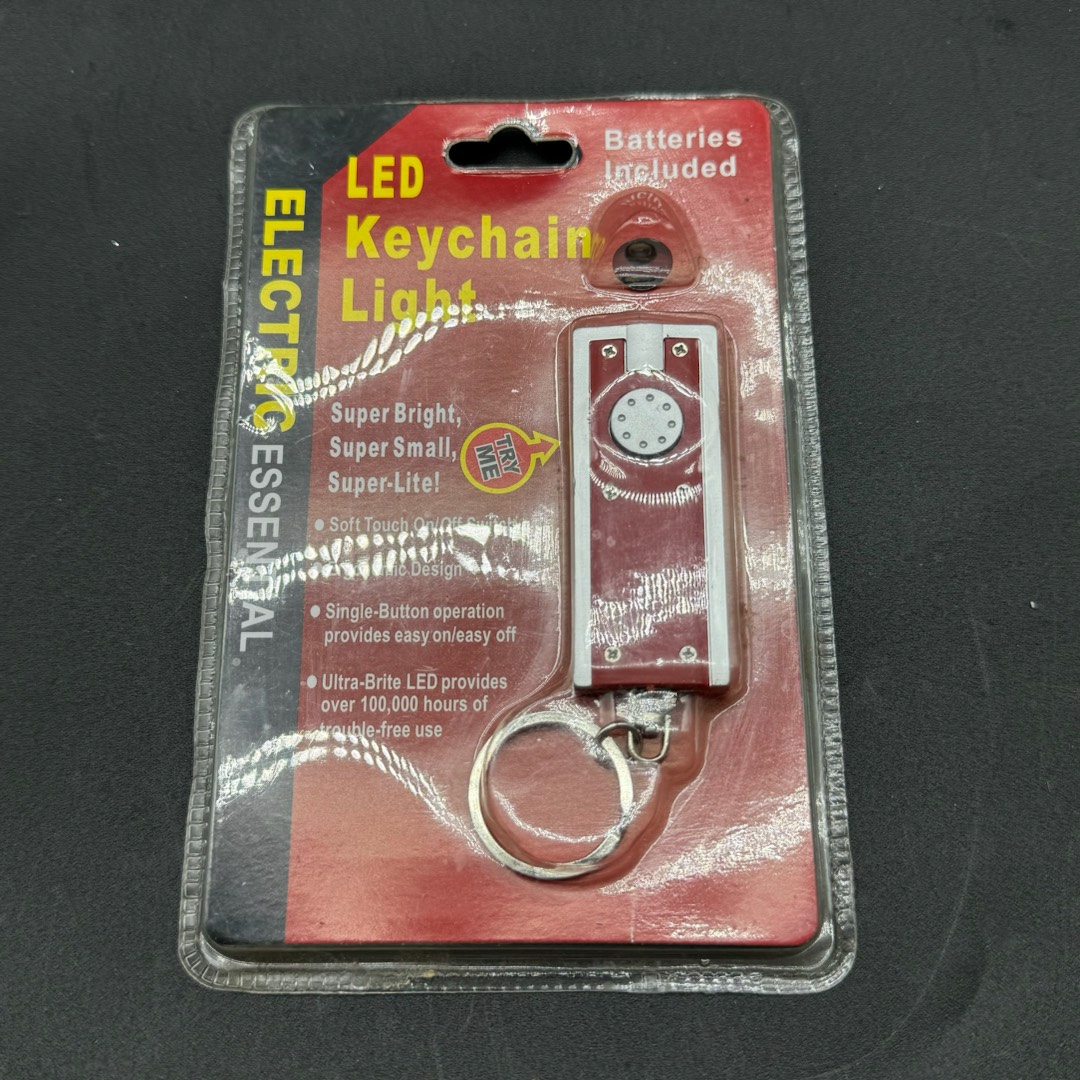 Batteries
Included
LED
Keychain
Light
ELECTRIC ESSENTIAL
Super Bright,
Super Small,
Super-Lite!
TRY
ME
• Soft Touch On/Off Switch
Design
• Single-Button operation
provides easy on/easy off
• Ultra-Brite LED provides
over 100,000 hours of
trouble-free use